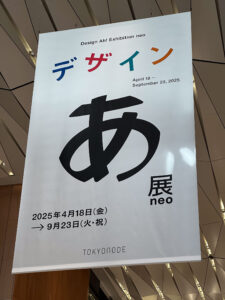 Design Ah! Exhibition neo
デザイン
April 18 –
September 23, 2025
あ
展
neo
2025年4月18日(金)
→ 9月23日(火・祝)
TOKYO NODE